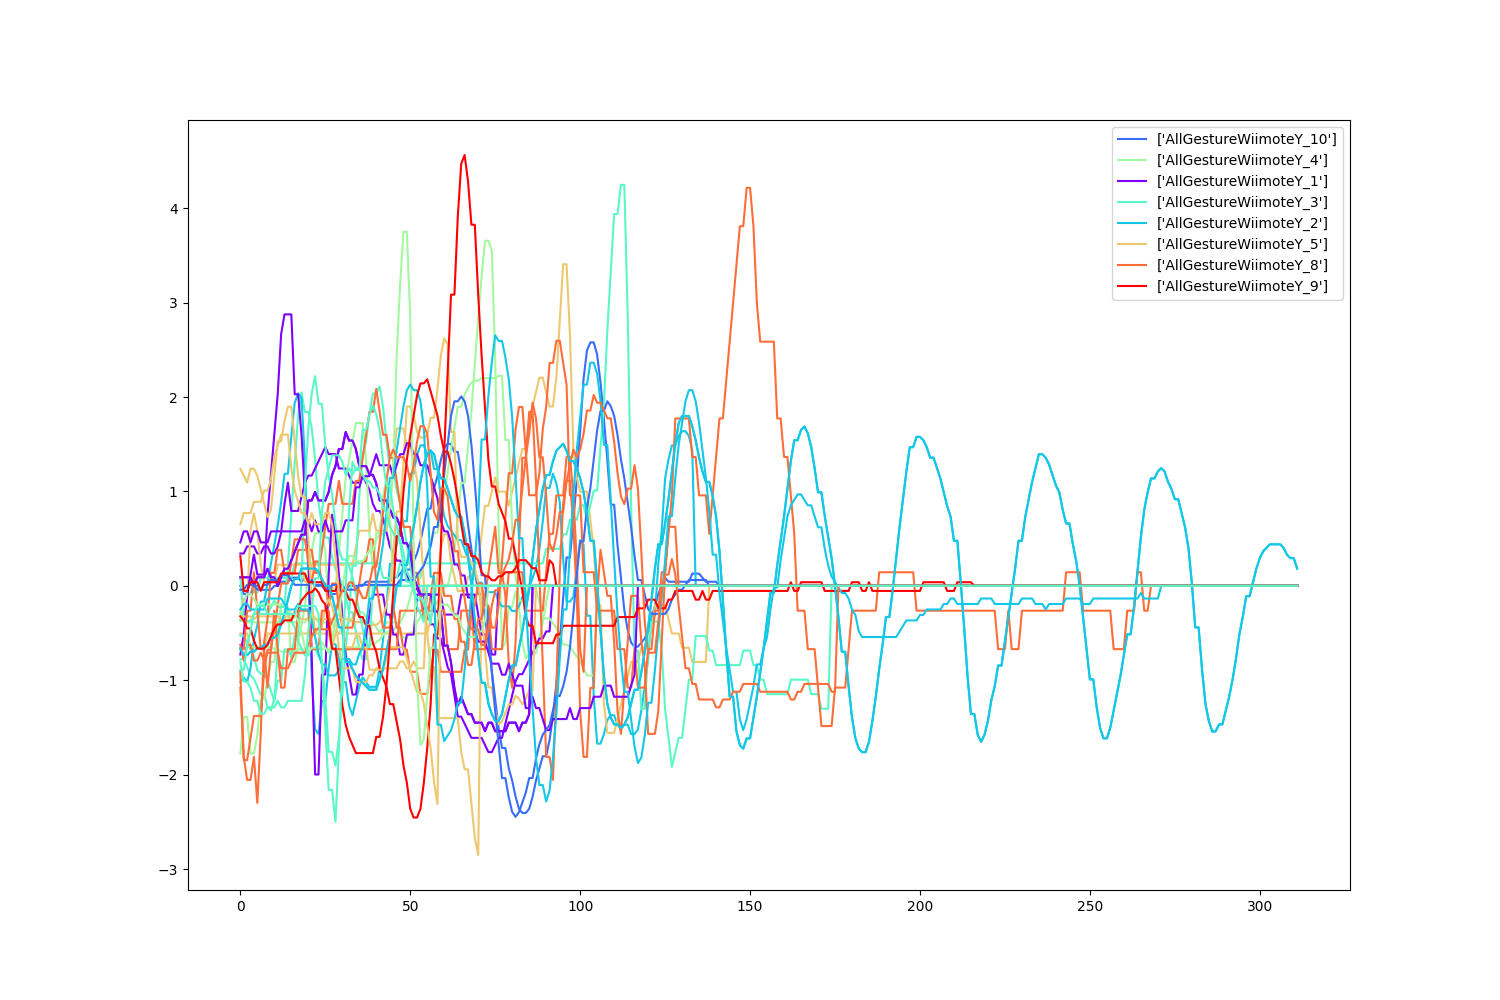 ['AllGestureWiimoteY_10']
['AllGestureWiimoteY_4']
['AllGestureWiimoteY_1']
['AllGestureWiimoteY_3']
['AllGestureWiimoteY_2']
['AllGestureWiimoteY_5']
['AllGestureWiimoteY_8']
['AllGestureWiimoteY_9']
4
3
2
1
0
−1
−2
−3
0 50 100 150 200 250 300